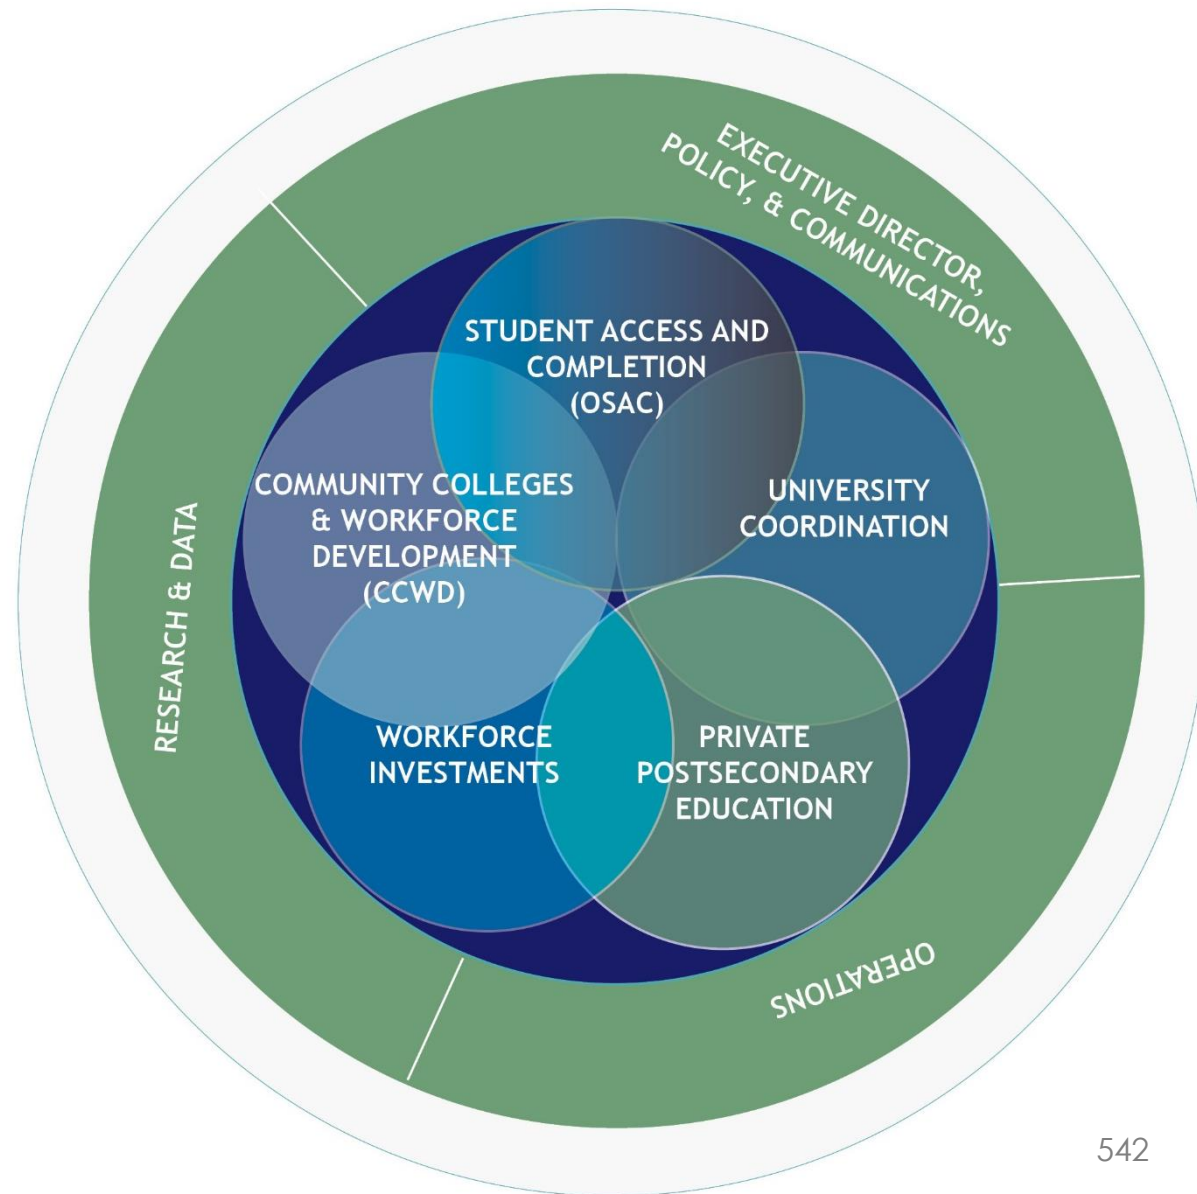 EXECUTIVE DIRECTOR,
POLICY, & COMMUNICATIONS
STUDENT ACCESS AND
COMPLETION
(OSAC)
COMMUNITY COLLEGES
& WORKFORCE
DEVELOPMENT
(CCWD)
UNIVERSITY
COORDINATION
RESEARCH & DATA
WORKFORCE
INVESTMENTS
PRIVATE
POSTSECONDARY
EDUCATION
OPERATIONS
542